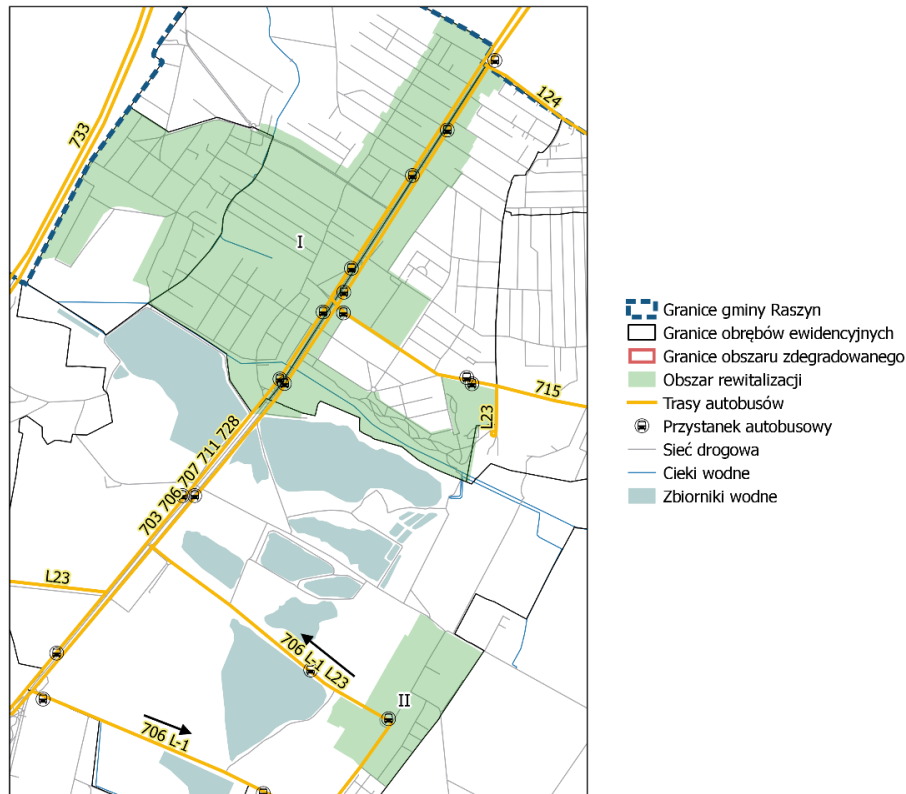 733
124
I
715
L23
703 706 707 711 728
L23
706 L-1 L23
II
706 L-1
Granice gminy Raszyn
Granice obrębów ewidencyjnych
Granice obszaru zdegradowanego
Obszar rewitalizacji
Trasy autobusów
Przystanek autobusowy
Sieć drogowa
Cieki wodne
Zbiorniki wodne